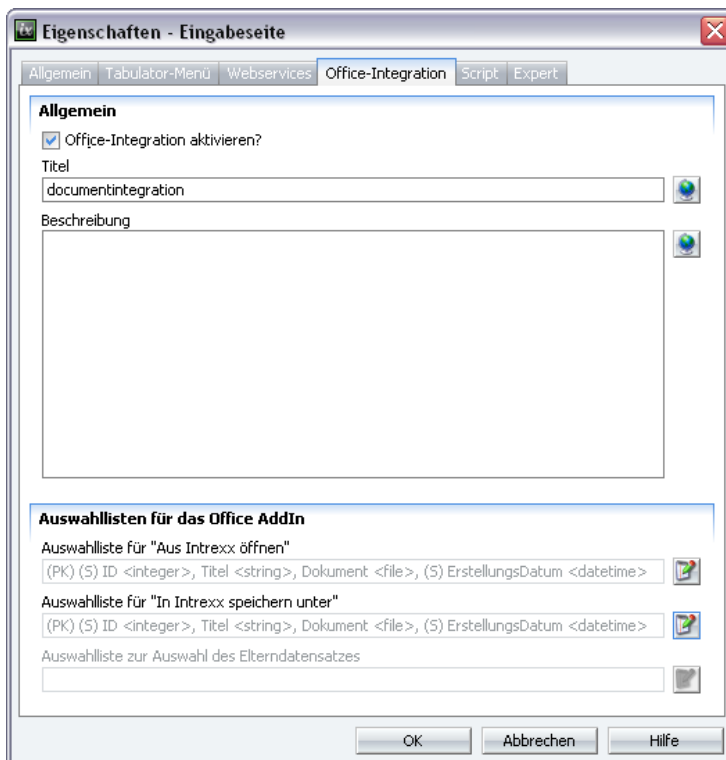 Eigenschaften - Eingabeseite
Allgemein Tabulator-Menü Webservices Office-Integration Script Expert
Allgemein
Office-Integration aktivieren?
Titel
documentintegration
Beschreibung
Auswahllisten für das Office AddIn
Auswahlliste für "Aus Intrexx öffnen"
(PK) (S) ID <integer>, Titel <string>, Dokument <file>, (S) ErstellungsDatum <datetime>
Auswahlliste für "In Intrexx speichern unter"
(PK) (S) ID <integer>, Titel <string>, Dokument <file>, (S) ErstellungsDatum <datetime>
Auswahlliste zur Auswahl des Elterndatensatzes
OK Abbrechen Hilfe